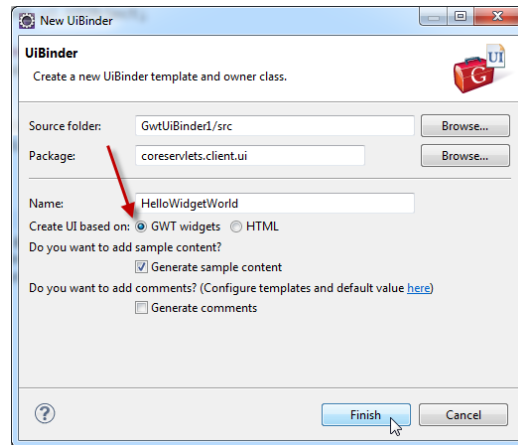 New UiBinder
UiBinder
Create a new UiBinder template and owner class.
UI
G
Source folder: GwtUiBinder1/src Browse...
Package: coreservlets.client.ui Browse...
Name: HelloWidgetWorld
Create UI based on: GWT widgets HTML
Do you want to add sample content?
Generate sample content
Do you want to add comments? (Configure templates and default value here)
Generate comments
? Finish Cancel